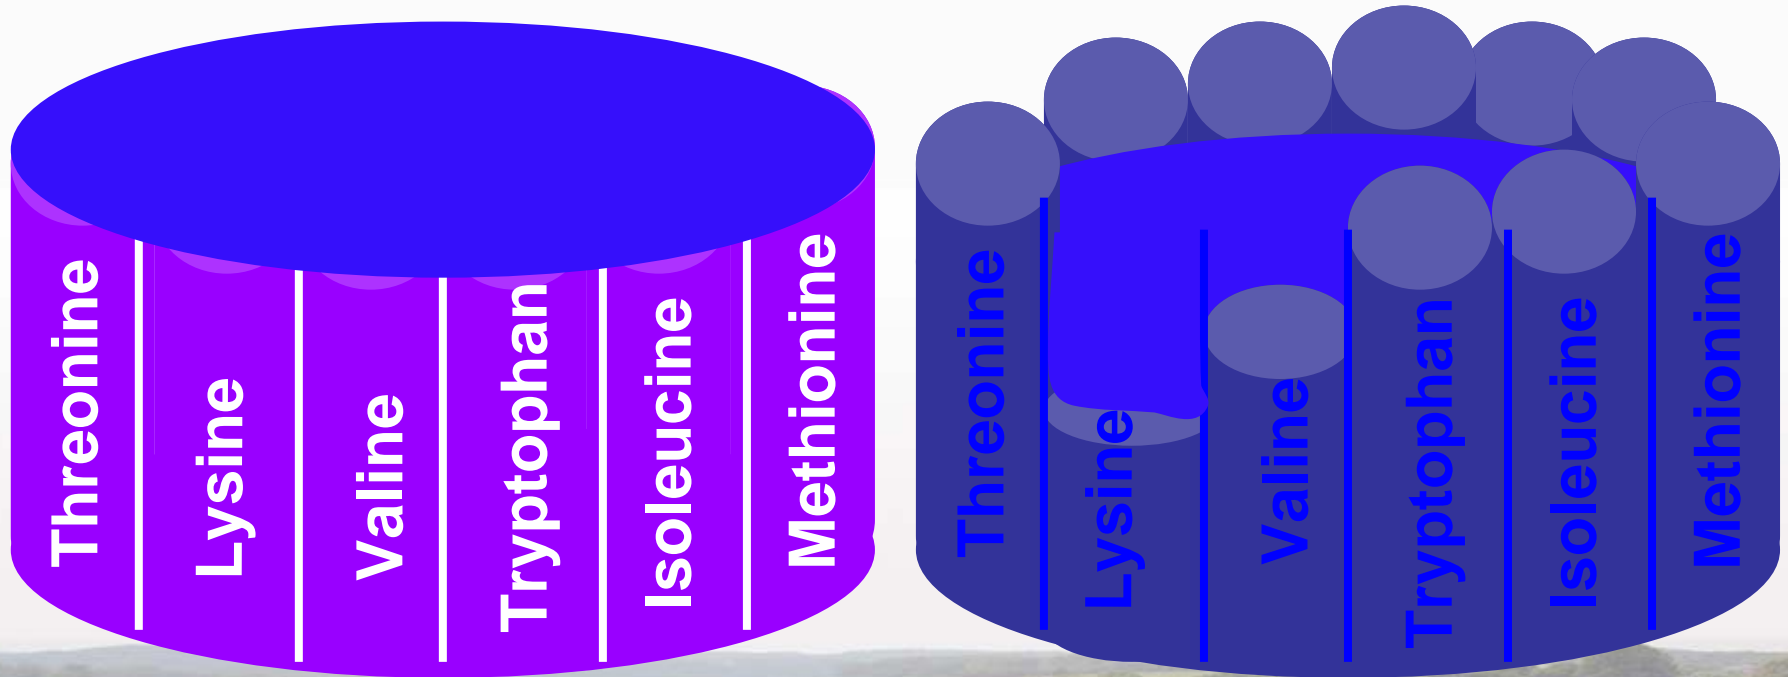 Threonine
Lysine
Valine
Tryptophan
Isoleucine
Methionine
Threonine
Lysine
Valine
Tryptophan
Isoleucine
Methionine